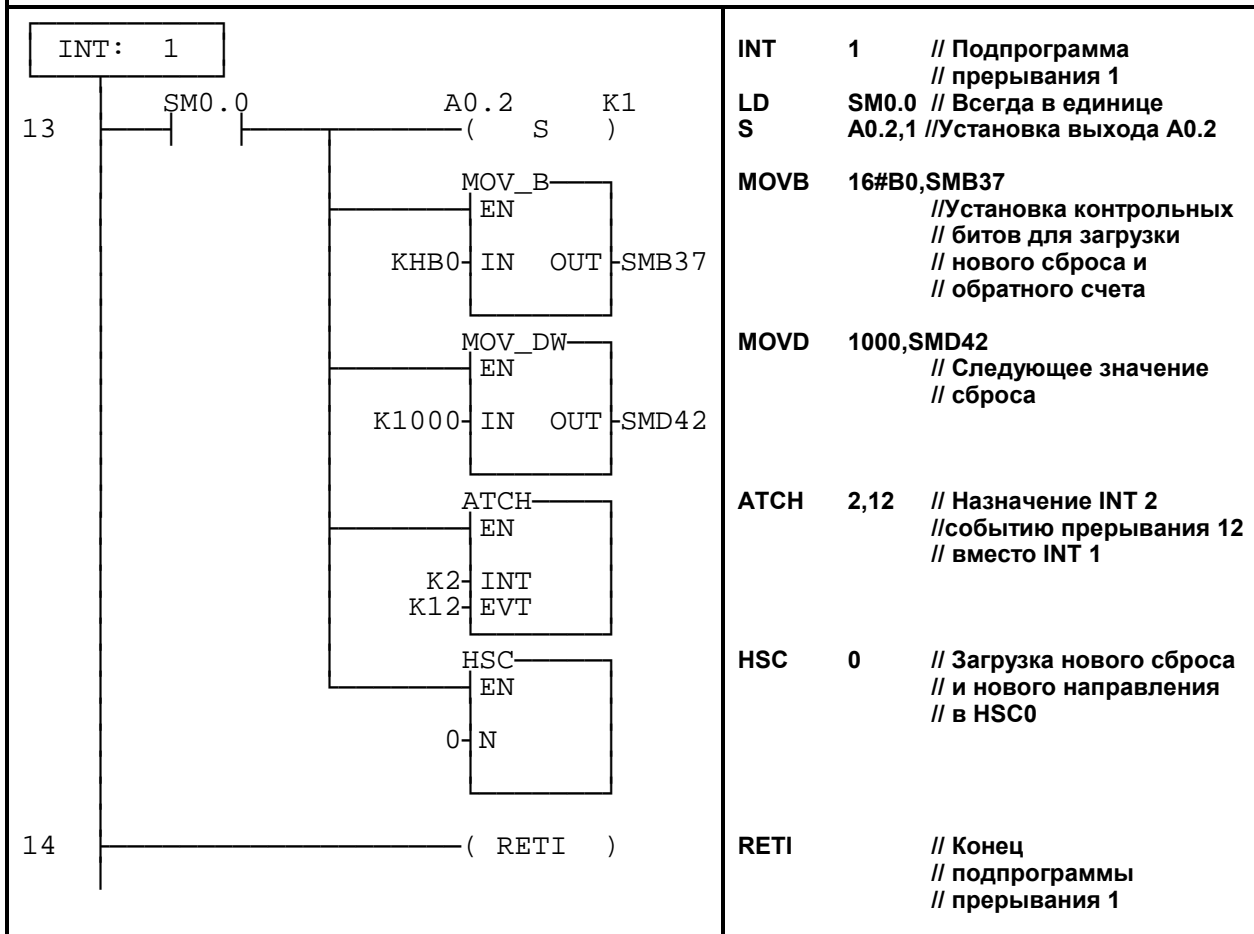 INT: 1
SM0.0 A0.2 K1
13 ( S )
MOV_B
EN
KHB0 IN OUT SMB37
MOV_DW
EN
K1000 IN OUT SMD42
ATCH
EN
K2 INT
K12 EVT
HSC
EN
0 N
14 ( RETI )
INT 1 // Подпрограмма
// прерывания 1
LD SM0.0 // Всегда в единице
S A0.2,1 //Установка выхода A0.2
MOVB 16#B0,SMB37
//Установка контрольных
// битов для загрузки
// нового сброса и
// обратного счета
MOVD 1000,SMD42
// Следующее значение
// сброса
ATCH 2,12 // Назначение INT 2
//событию прерывания 12
// вместо INT 1
HSC 0 // Загрузка нового сброса
// и нового направления
// в HSC0
RETI // Конец
// подпрограммы
// прерывания 1